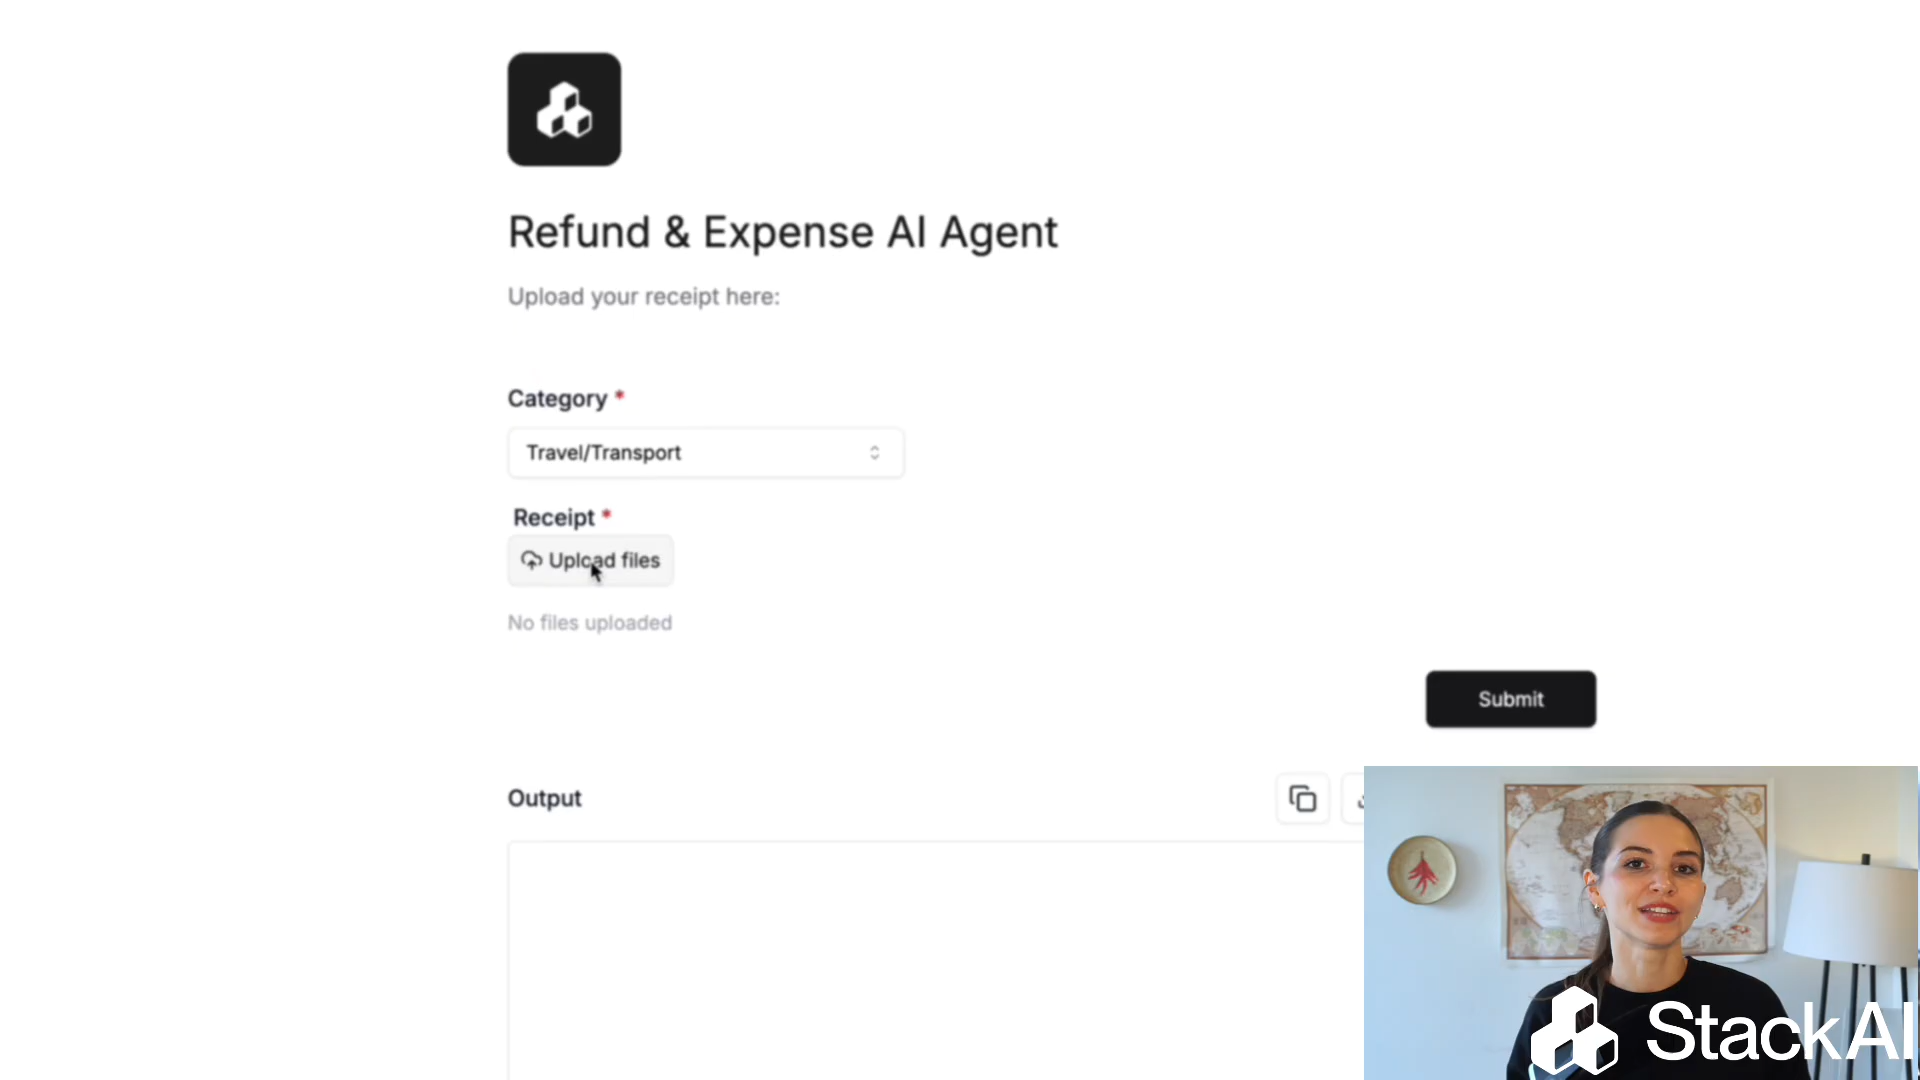 Refund & Expense AI Agent
Upload your receipt here:
Category *
Travel/Transport
Receipt *
Upload files
No files uploaded
Submit
Output
StackAI